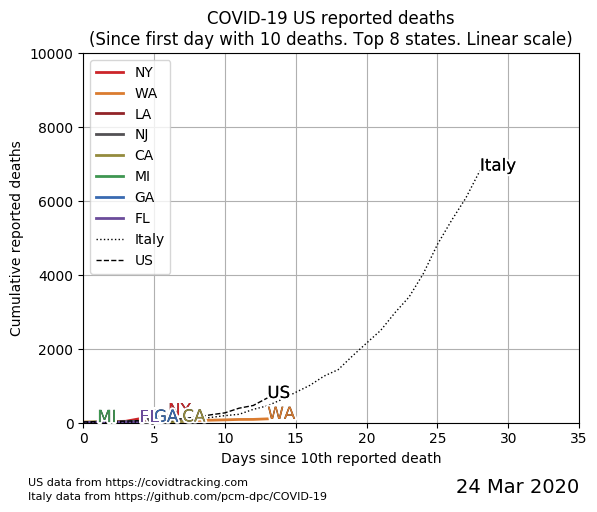 COVID-19 US reported deaths
(Since first day with 10 deaths. Top 8 states. Linear scale)
Cumulative reported deaths
10000
8000
6000
4000
2000
0
NY
WA
LA
NJ
CA
MI
GA
FL
Italy
US
Italy
US
NY
WA
MI
FL
GA
CA
0
5
10
15
20
25
30
35
Days since 10th reported death
US data from https://covidtracking.com
Italy data from https://github.com/pcm-dpc/COVID-19
24 Mar 2020